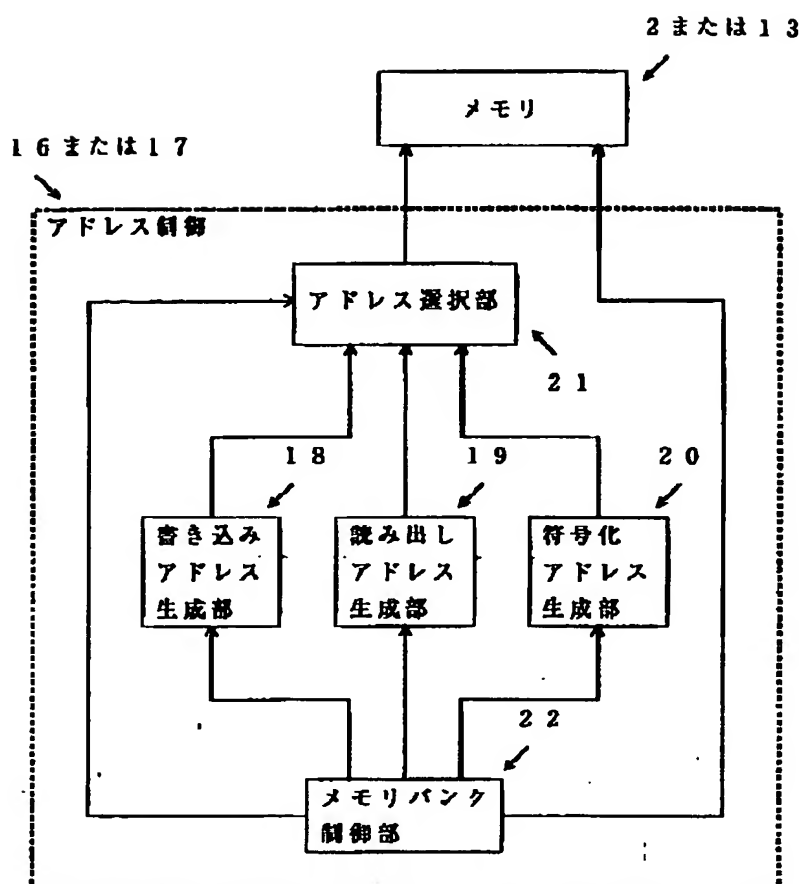 2または13
メモリ
16または17
アドレス制御
アドレス選択部
21
18
19
20
書き込み
アドレス
生成部
読み出し
アドレス
生成部
符号化
アドレス
生成部
22
メモリバンク
制御部